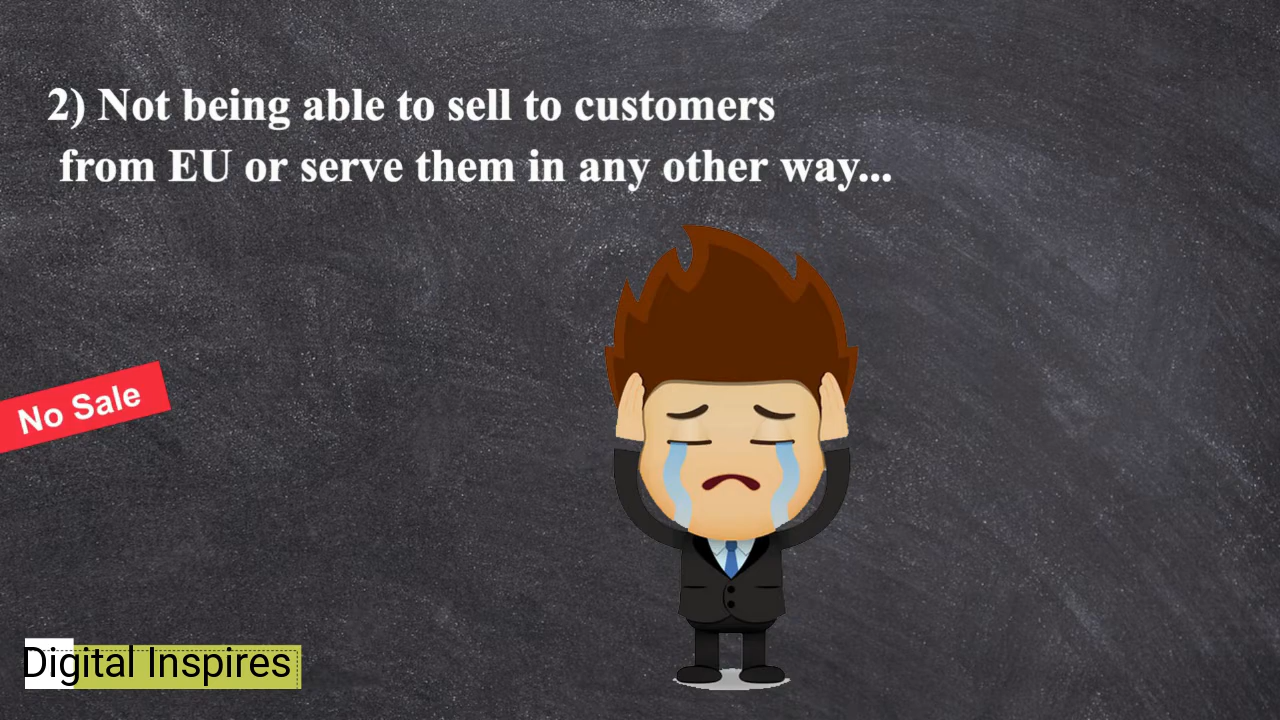 2) Not being able to sell to customers
from EU or serve them in any other way...
No Sale
Digital Inspires